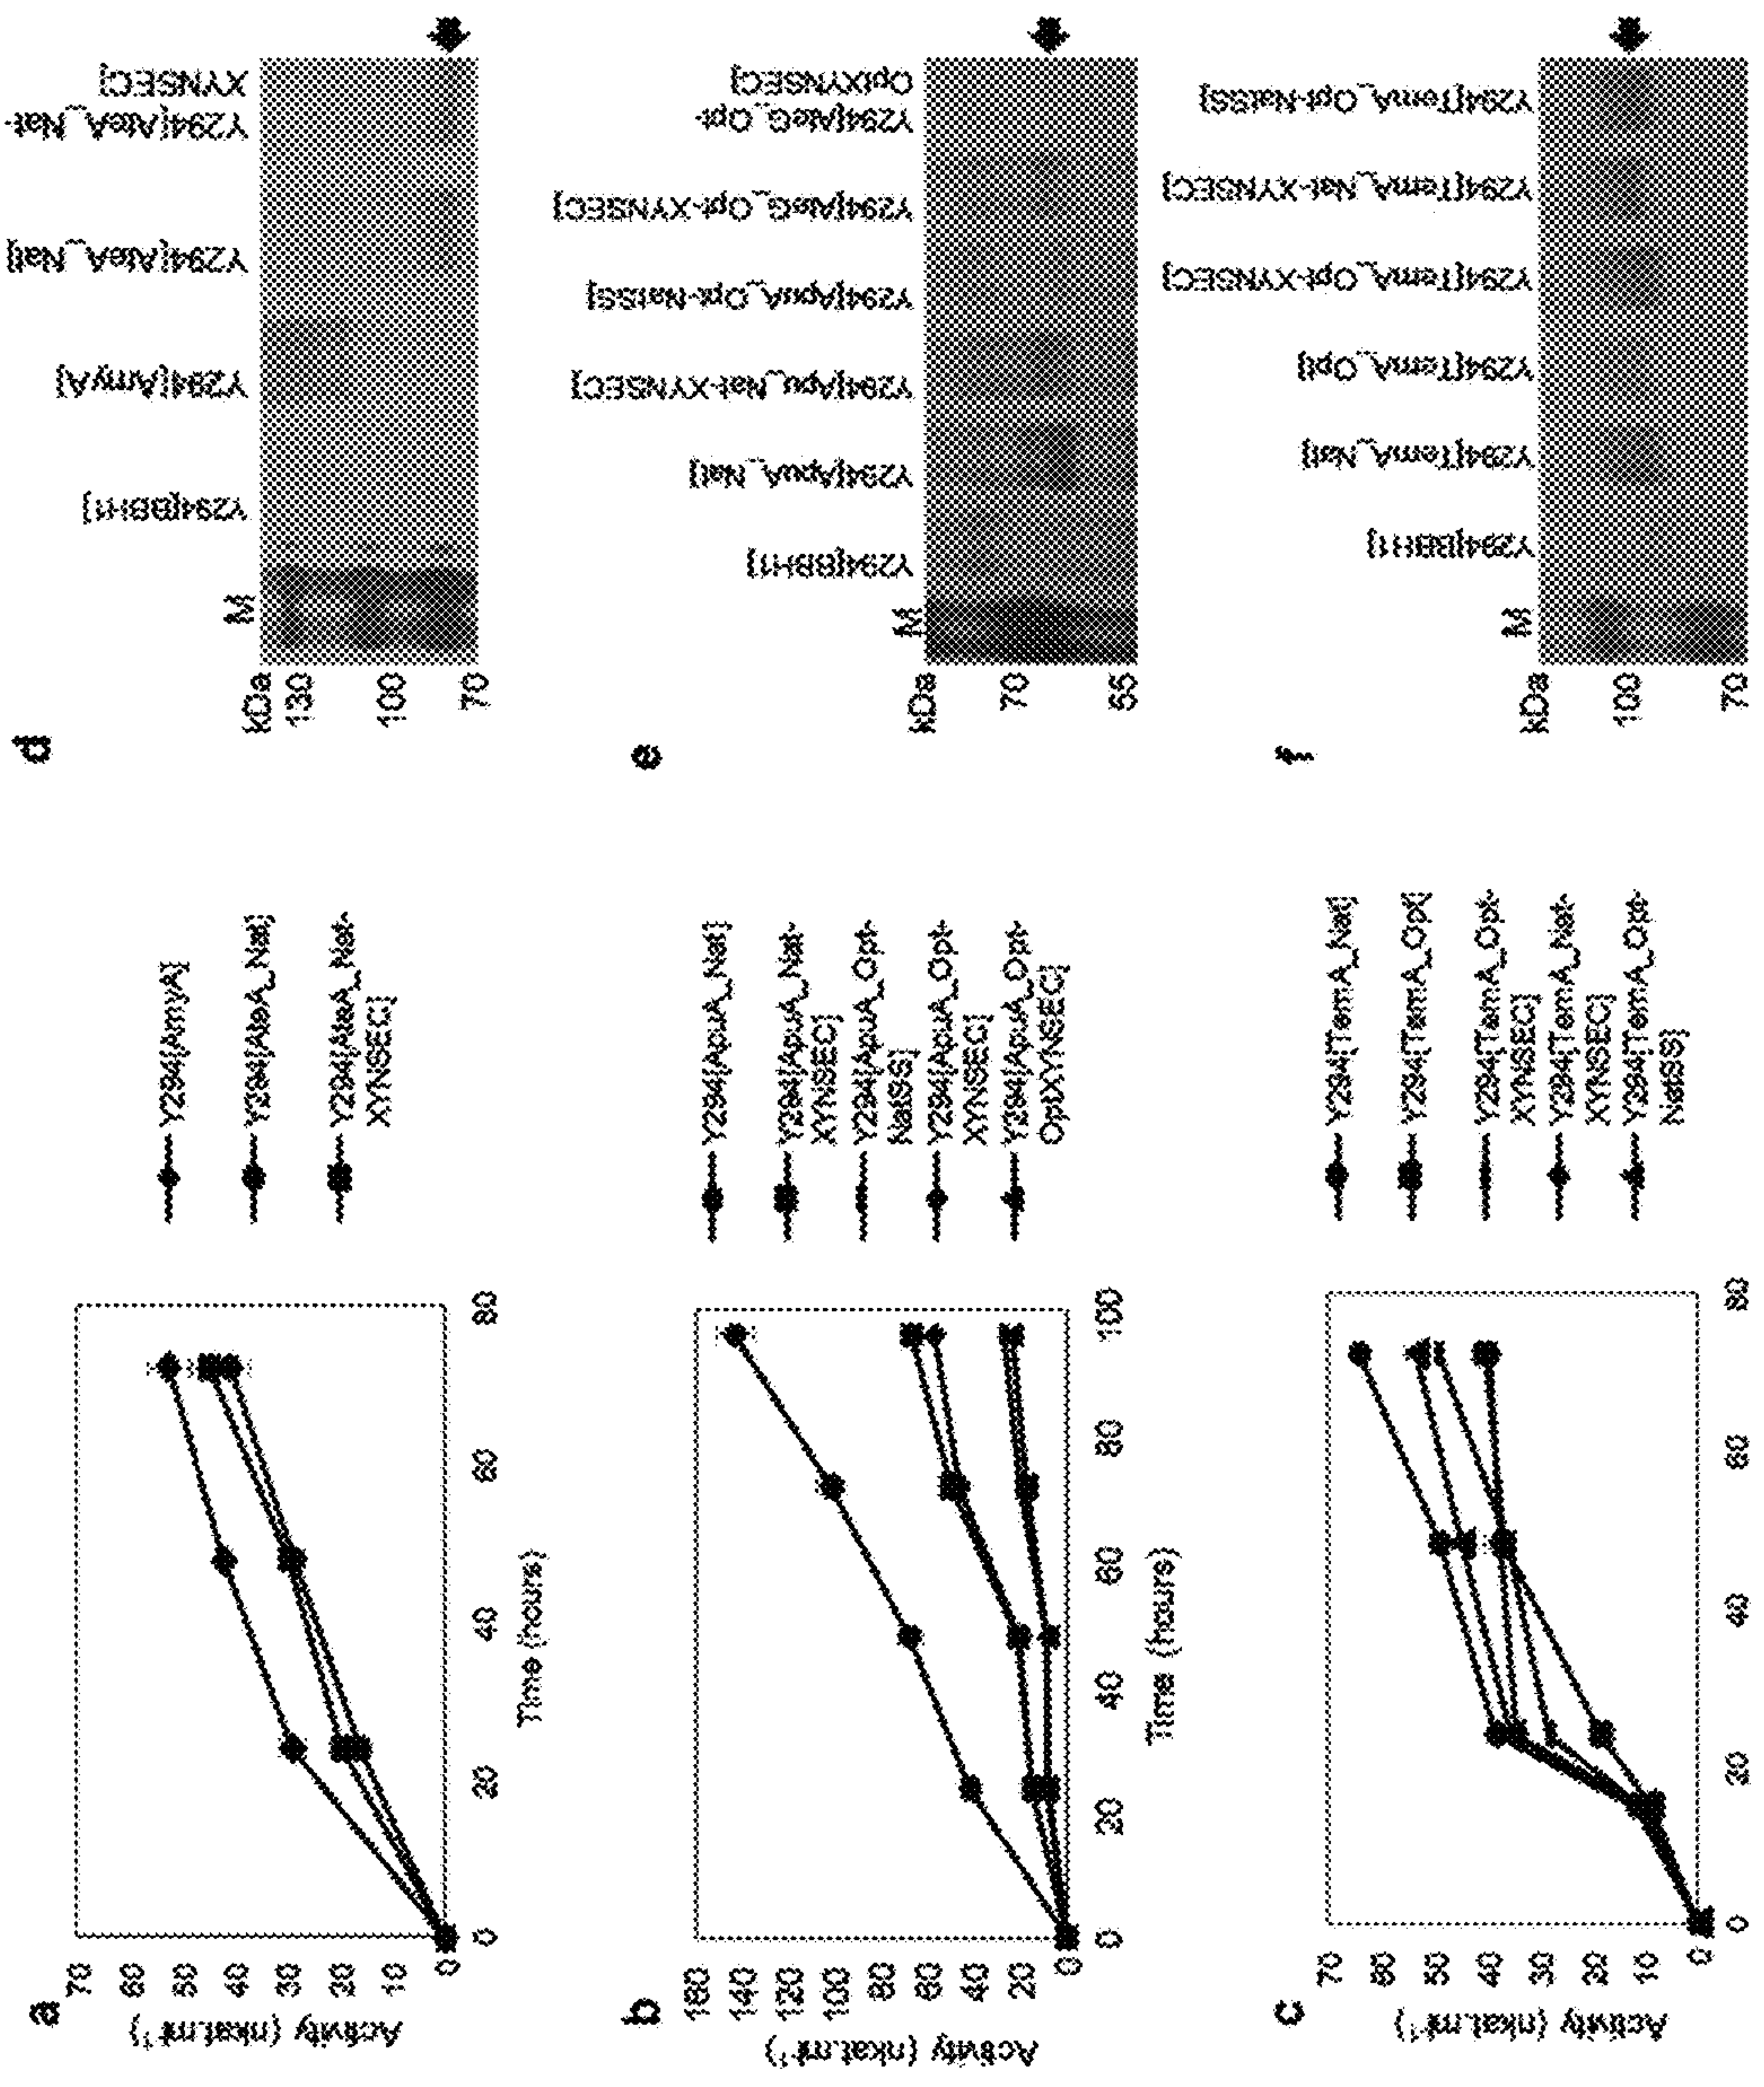 a
Activity (nkat.ml⁻¹)
70
60
50
40
30
20
10
0
0
20
40
60
80
Time (hours)
Y294[AmyA]
Y294[AteA_Nat]
Y294[AteA_Nat-
XYNSEC]
b
Activity (nkat.ml⁻¹)
160
140
120
100
80
60
40
20
0
0
20
40
60
80
100
Time (hours)
Y294[ApuA_Nat]
Y294[ApuA_Nat-
XYNSEC]
Y294[ApuA_Opt-
NatSS]
Y294[ApuA_Opt-
XYNSEC]
Y294[ApuA_Opt-
OptXYNSEC]
c
Activity (nkat.ml⁻¹)
70
60
50
40
30
20
10
0
0
20
40
60
80
Y294[TemA_Nat]
Y294[TemA_Opt]
Y294[TemA_Opt-
XYNSEC]
Y294[TemA_Nat-
XYNSEC]
Y294[TemA_Opt-
NatSS]
d
kDa
130
100
70
M
Y294[BBH1]
Y294[AmyA]
Y294[AteA_Nat]
Y294[AteA_Nat-
XYNSEC]
e
kDa
70
55
M
Y294[BBH1]
Y294[ApuA_Nat]
Y294[Apu_Nat-XYNSEC]
Y294[ApuA_Opt-NatSS]
Y294[AteG_Opt-XYNSEC]
Y294[AteG_Opt-
OptXYNSEC]
f
kDa
100
70
M
Y294[BBH1]
Y294[TemA_Nat]
Y294[TemA_Opt]
Y294[TemA_Opt-XYNSEC]
Y294[TemA_Nat-XYNSEC]
Y294[TemA_Opt-NatSS]